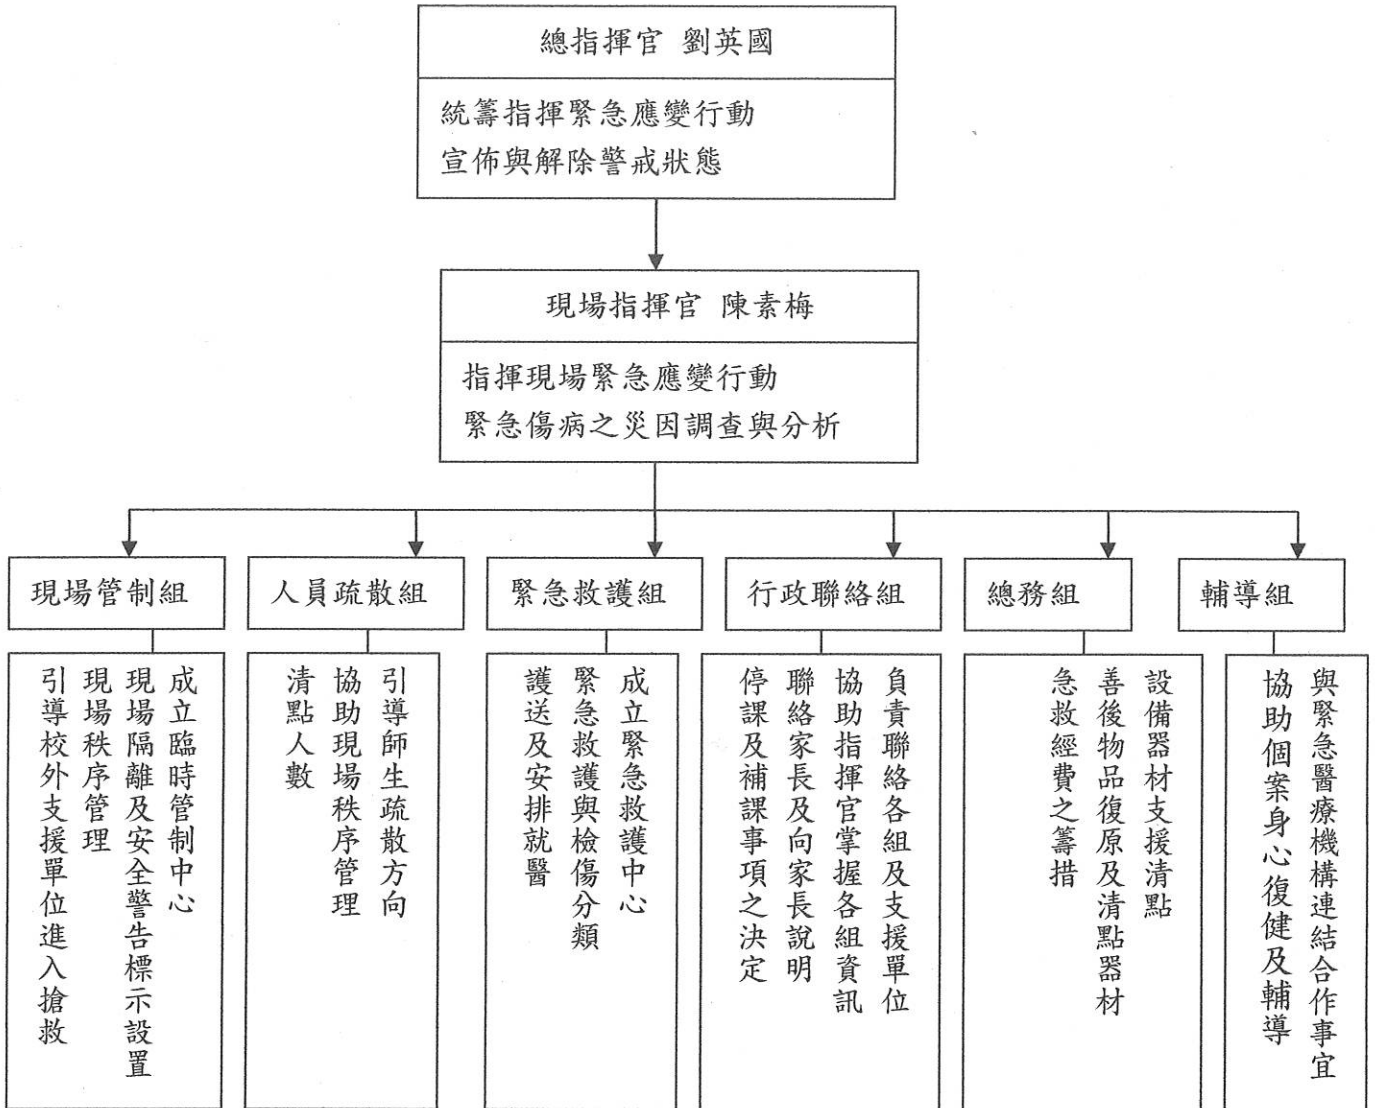 總指揮官 劉英國
統籌指揮緊急應變行動
宣佈與解除警戒狀態
現場指揮官 陳素梅
指揮現場緊急應變行動
緊急傷病之災因調查與分析
現場管制組
成立臨時管制中心
現場隔離及安全警告標示設置
現場秩序管理
引導校外支援單位進入搶救
人員疏散組
引導師生疏散方向
協助現場秩序管理
清點人數
緊急救護組
成立緊急救護中心
緊急救護與檢傷分類
護送及安排就醫
行政聯絡組
負責聯絡各組及支援單位
協助指揮官掌握各組資訊
聯絡家長及向家長說明
停課及補課事項之決定
總務組
設備器材支援清點
善後物品復原及清點器材
急救經費之籌措
輔導組
與緊急醫療機構連結合作事宜
協助個案身心復健及輔導